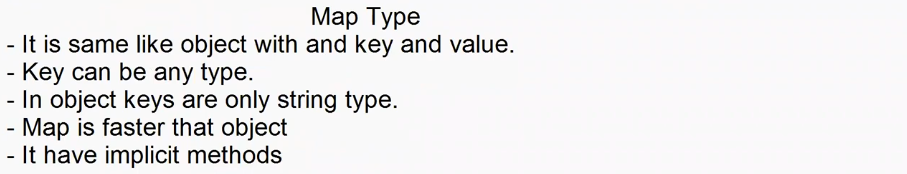 Map Type
- It is same like object with and key and value.
- Key can be any type.
- In object keys are only string type.
- Map is faster that object
- It have implicit methods